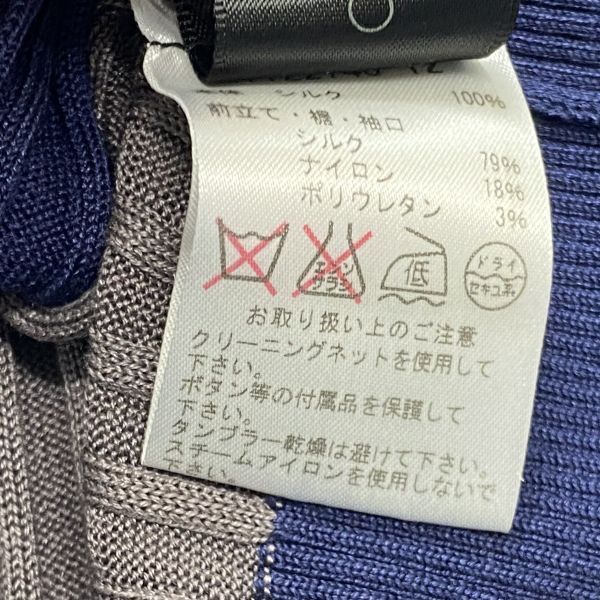 シルク 100%
前立て・襟・袖口
シルク 79%
ナイロン 18%
ポリウレタン 3%
エンソ
サラシ
低
ドライ
セキユ系
お取り扱い上のご注意
クリーニングネットを使用して
下さい。
ボタン等の付属品を保護して
下さい。
タンブラー乾燥は避けて下さい。
スチームアイロンを使用しないで
下さい。